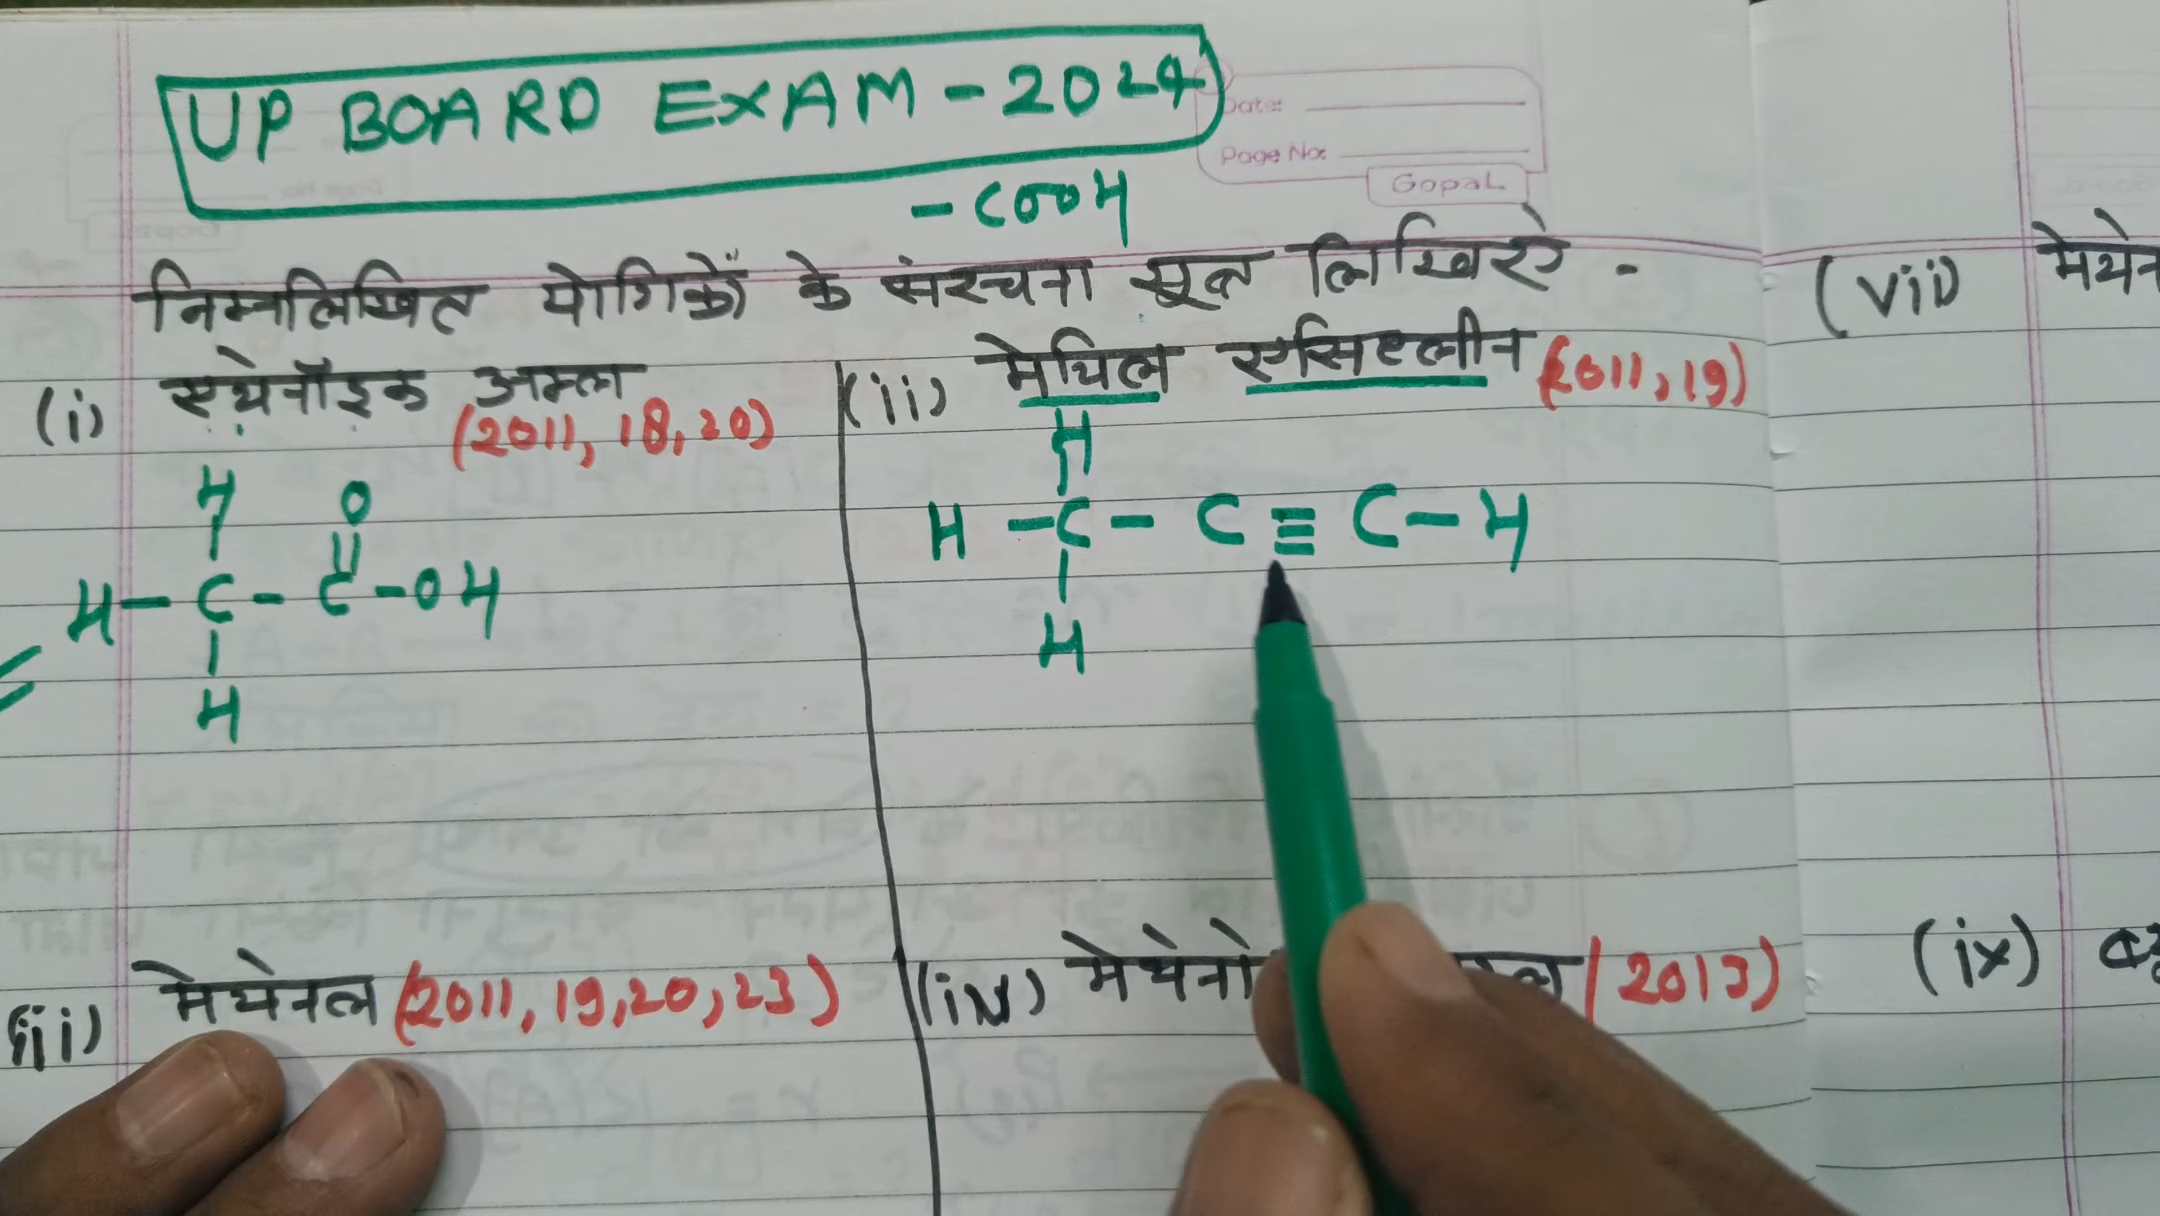 UP BOARD EXAM - 2024
Date:
Page No:
GopaL
- COOH
निम्नलिखित योगिकों के संरचना सूत्र लिखिए -
(i) एथेनॉइक अम्ल
(2011, 18, 20)
(ii) मेथिल एसिटिलीन (2011, 19)
H O
H - C - C - OH
H
H
H - C - C ≡ C - H
H
(iii) मेथेनल (2011, 19, 20, 23)
(iv)
(2013)
(vii)
(ix)